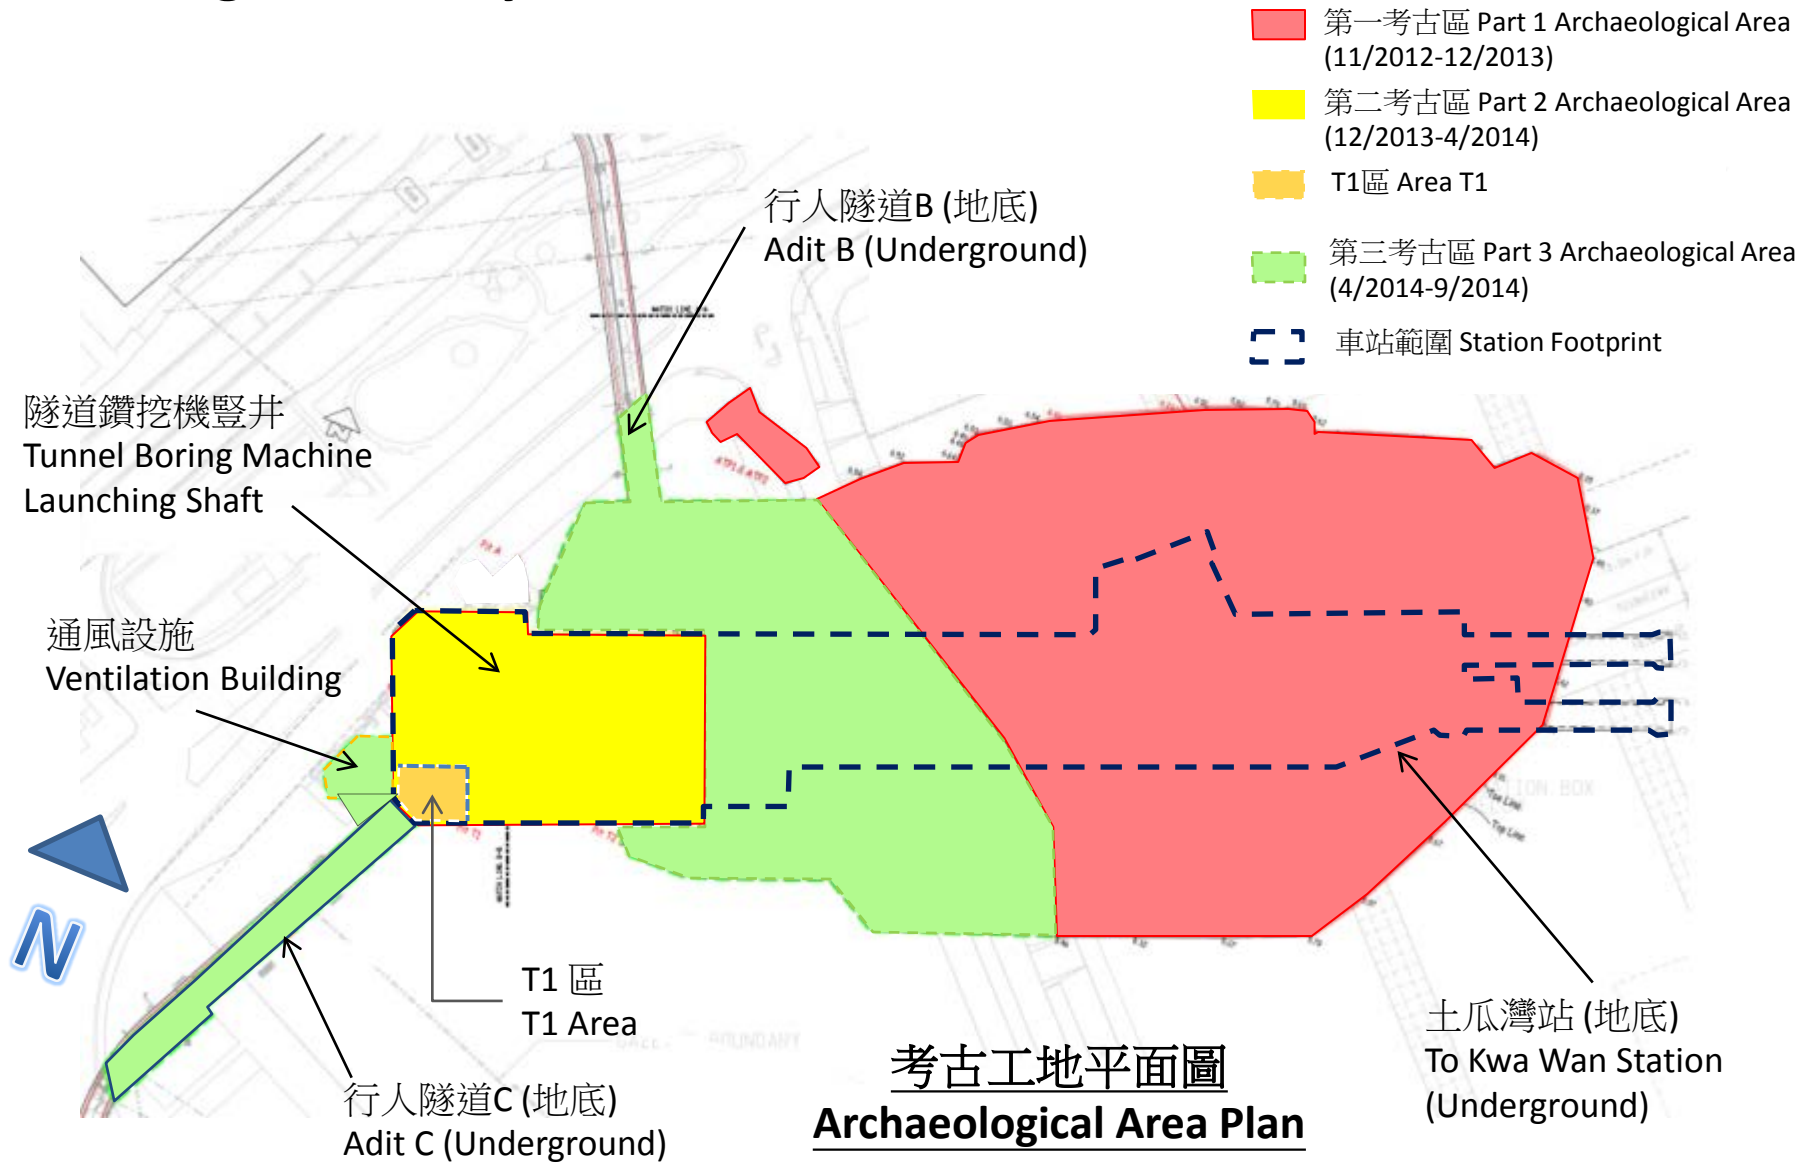 第一考古區 Part 1 Archaeological Area
(11/2012-12/2013)
第二考古區 Part 2 Archaeological Area
(12/2013-4/2014)
T1區 Area T1
第三考古區 Part 3 Archaeological Area
(4/2014-9/2014)
車站範圍 Station Footprint
行人隧道B (地底)
Adit B (Underground)
隧道鑽挖機豎井
Tunnel Boring Machine
Launching Shaft
通風設施
Ventilation Building
Pit A
Pit T2
Top Line
N
T1 區
T1 Area
行人隧道C (地底)
Adit C (Underground)
土瓜灣站 (地底)
To Kwa Wan Station
(Underground)
考古工地平面圖
Archaeological Area Plan